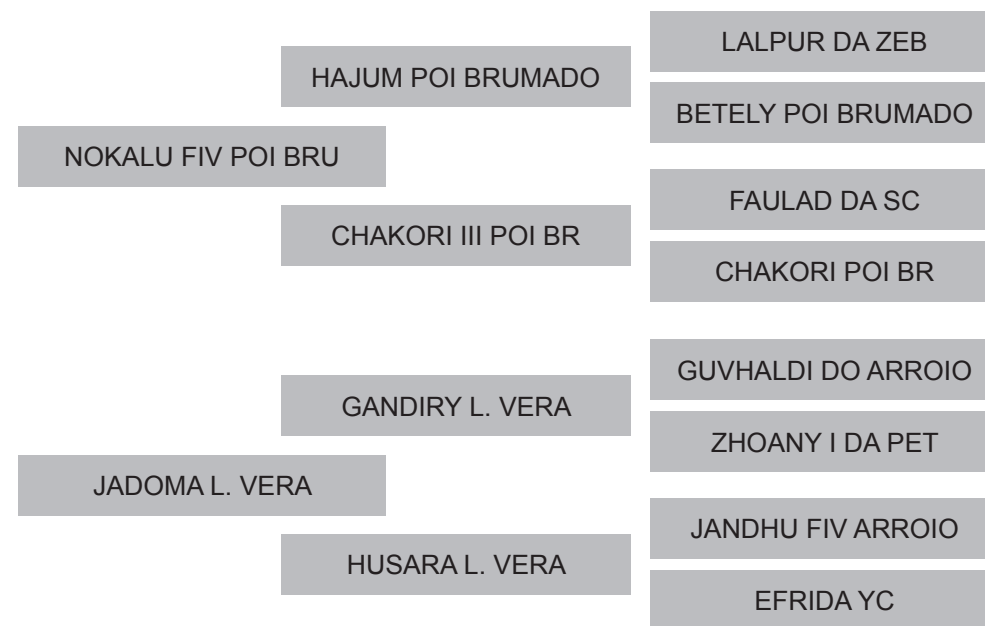 LALPUR DA ZEB
HAJUM POI BRUMADO
BETELY POI BRUMADO
NOKALU FIV POI BRU
FAULAD DA SC
CHAKORI III POI BR
CHAKORI POI BR
GUVHALDI DO ARROIO
GANDIRY L. VERA
ZHOANY I DA PET
JADOMA L. VERA
JANDHU FIV ARROIO
HUSARA L. VERA
EFRIDA YC